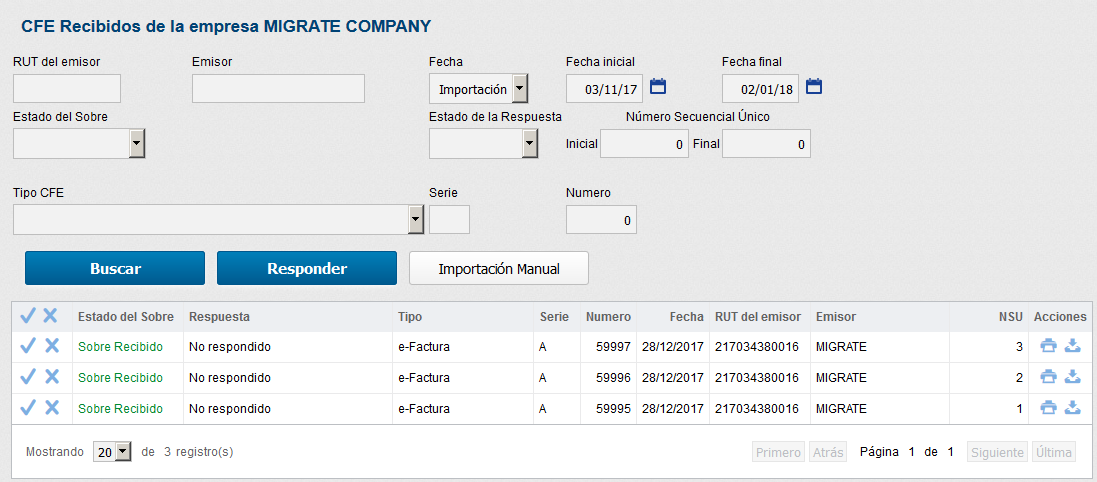 CFE Recibidos de la empresa MIGRATE COMPANY
RUT del emisor Emisor Fecha Fecha inicial Fecha final
Importación 03/11/17 02/01/18
Estado del Sobre Estado de la Respuesta Número Secuencial Único
Inicial 0 Final 0
Tipo CFE Serie Numero
0
Buscar Responder Importación Manual
Estado del Sobre Respuesta Tipo Serie Numero Fecha RUT del emisor Emisor NSU Acciones
Sobre Recibido No respondido e-Factura A 59997 28/12/2017 217034380016 MIGRATE 3
Sobre Recibido No respondido e-Factura A 59996 28/12/2017 217034380016 MIGRATE 2
Sobre Recibido No respondido e-Factura A 59995 28/12/2017 217034380016 MIGRATE 1
Mostrando 20 de 3 registro(s) Primero Atrás Página 1 de 1 Siguiente Última